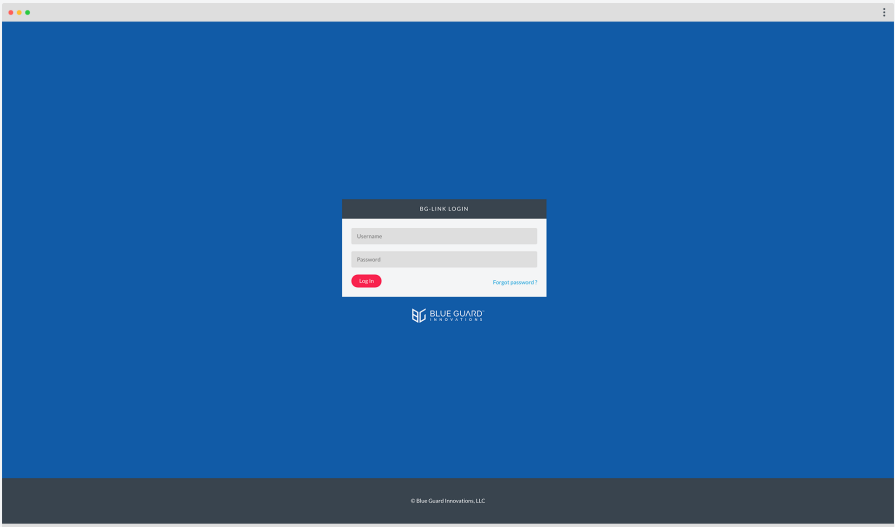 BG-LINK LOGIN
Username
Password
Log In
Forgot password ?
BLUE GUARD
INNOVATIONS
© Blue Guard Innovations, LLC